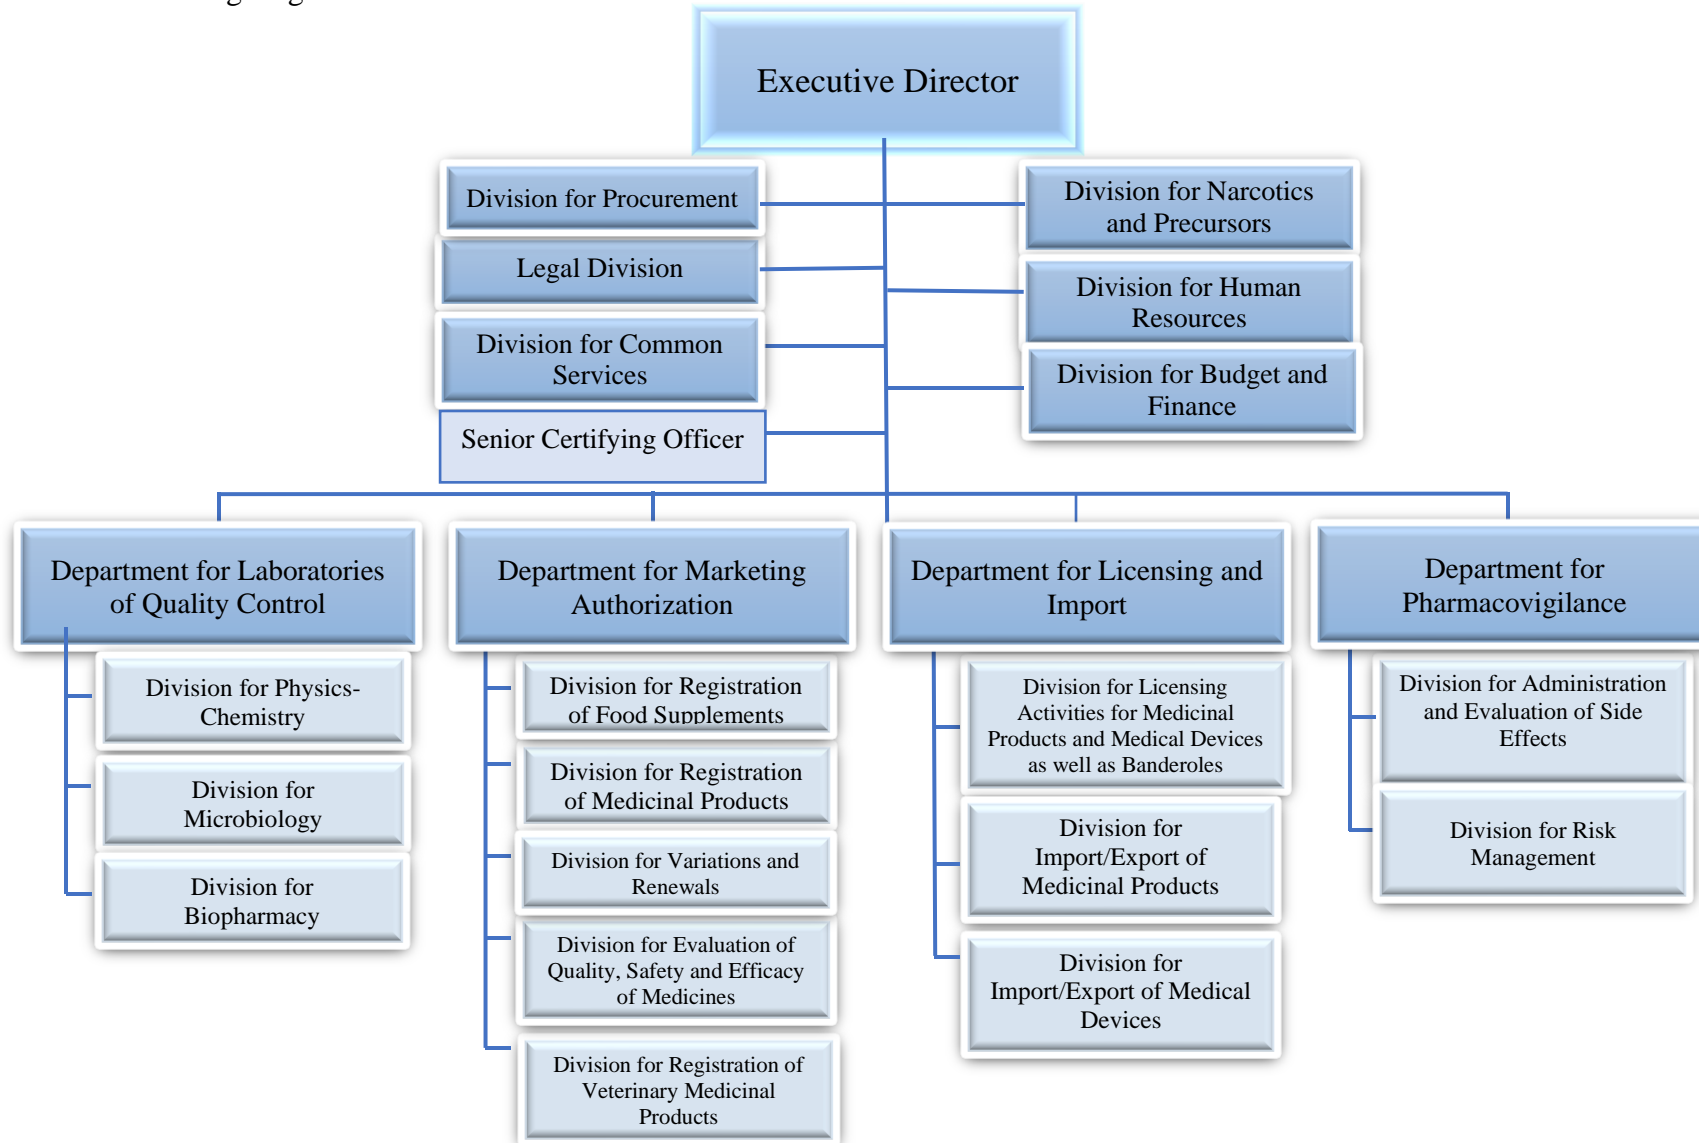 Executive Director
Division for Procurement
Division for Narcotics
and Precursors
Legal Division
Division for Human
Resources
Division for Common
Services
Division for Budget and
Finance
Senior Certifying Officer
Department for Laboratories
of Quality Control
Department for Marketing
Authorization
Department for Licensing and
Import
Department for
Pharmacovigilance
Division for Physics-
Chemistry
Division for
Microbiology
Division for
Biopharmacy
Division for Registration
of Food Supplements
Division for Registration
of Medicinal Products
Division for Variations and
Renewals
Division for Evaluation of
Quality, Safety and Efficacy
of Medicines
Division for Registration of
Veterinary Medicinal
Products
Division for Licensing
Activities for Medicinal
Products and Medical Devices
as well as Banderoles
Division for
Import/Export of
Medicinal Products
Division for
Import/Export of Medical
Devices
Division for Administration
and Evaluation of Side
Effects
Division for Risk
Management